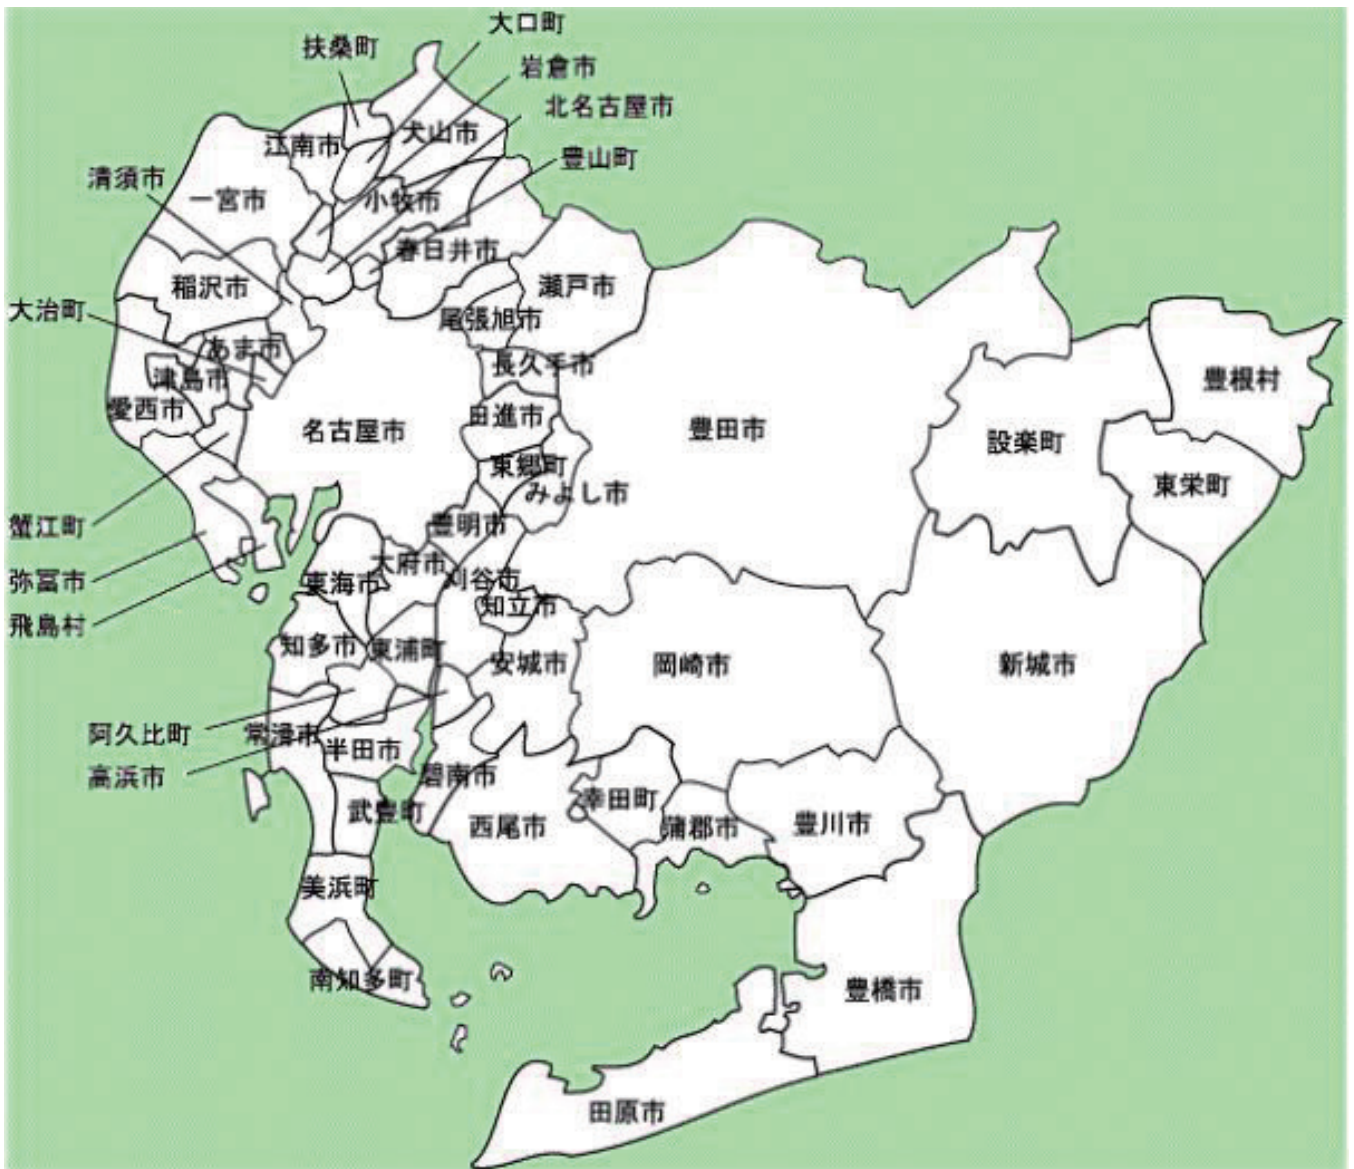 大口町
扶桑町
岩倉市
北名古屋市
犬山市
江南市
豊山町
清須市
一宮市
小牧市
春日井市
稲沢市
瀬戸市
大治町
尾張旭市
あま市
長久手市
津島市
豊根村
愛西市
日進市
名古屋市
豊田市
設楽町
東郷町
東栄町
みよし市
蟹江町
豊明市
大府市
弥冨市
東海市
刈谷市
知立市
飛島村
知多市
東浦町
安城市
岡崎市
新城市
阿久比町
常滑市
半田市
高浜市
碧南市
幸田町
武豊町
西尾市
蒲郡市
豊川市
美浜町
南知多町
豊橋市
田原市